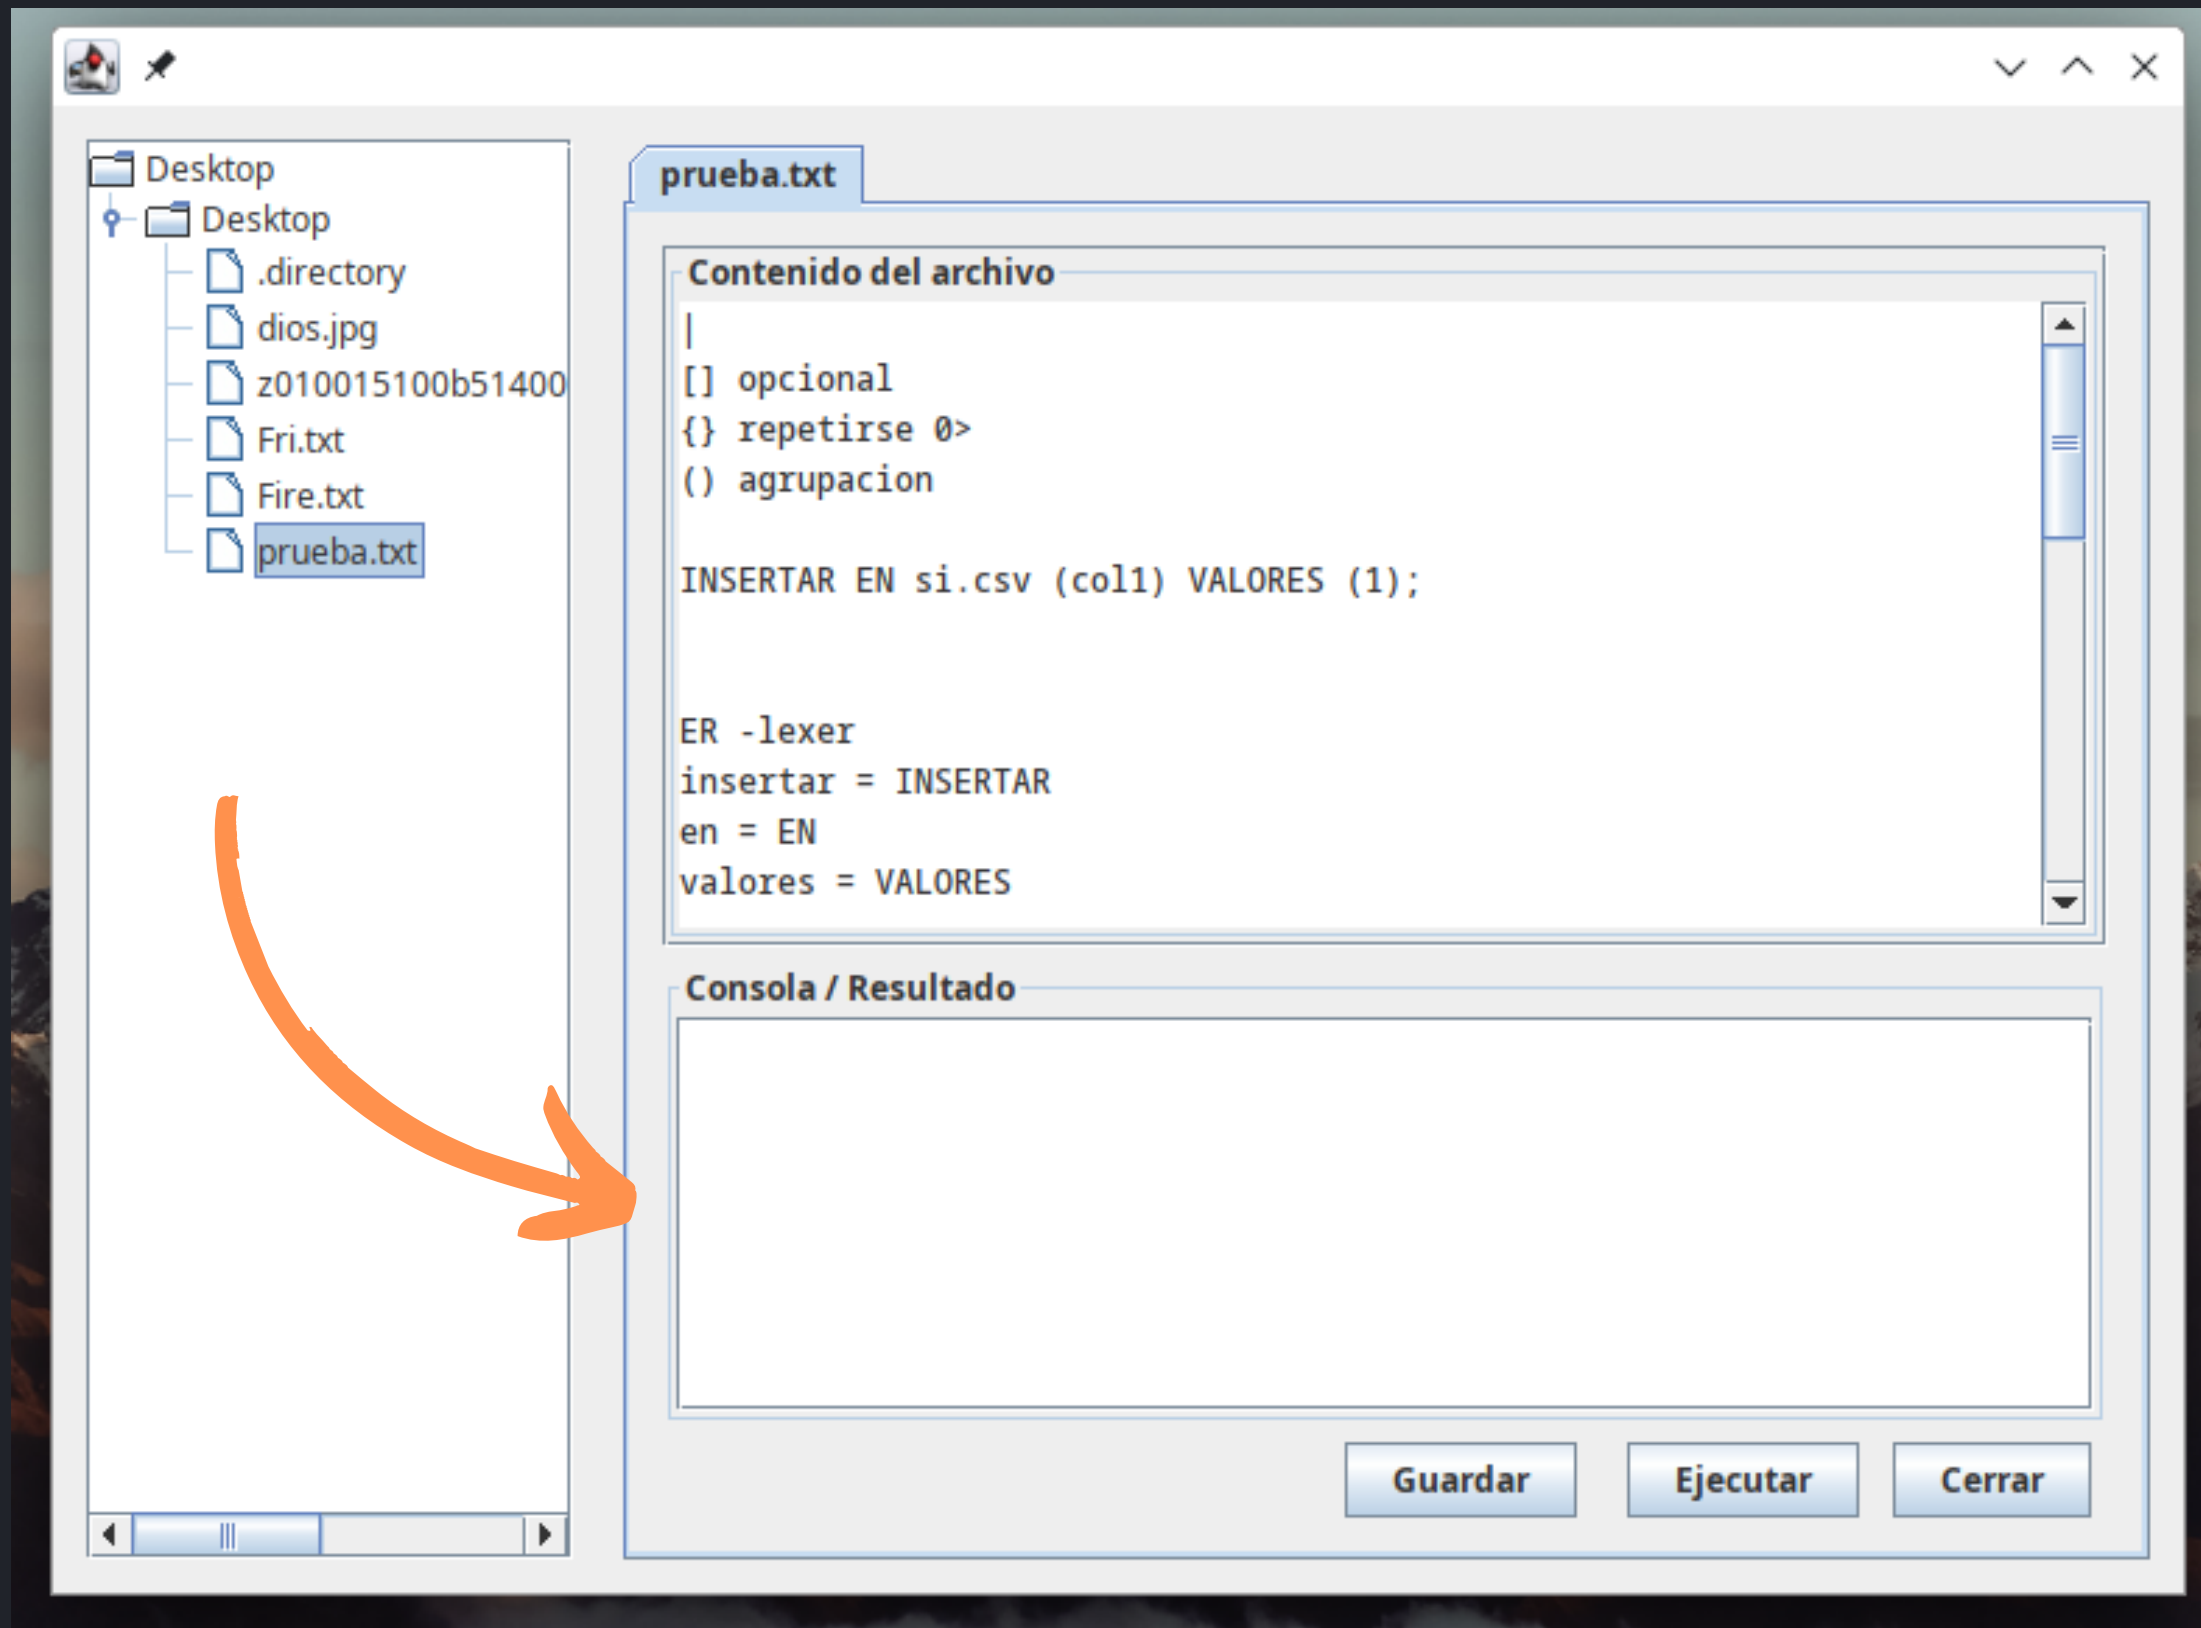 Desktop
Desktop
.directory
dios.jpg
z010015100b51400
Fri.txt
Fire.txt
prueba.txt
prueba.txt
Contenido del archivo
[] opcional
{} repetirse 0>
() agrupacion
INSERTAR EN si.csv (col1) VALORES (1);
ER -lexer
insertar = INSERTAR
en = EN
valores = VALORES
Consola / Resultado
Guardar
Ejecutar
Cerrar